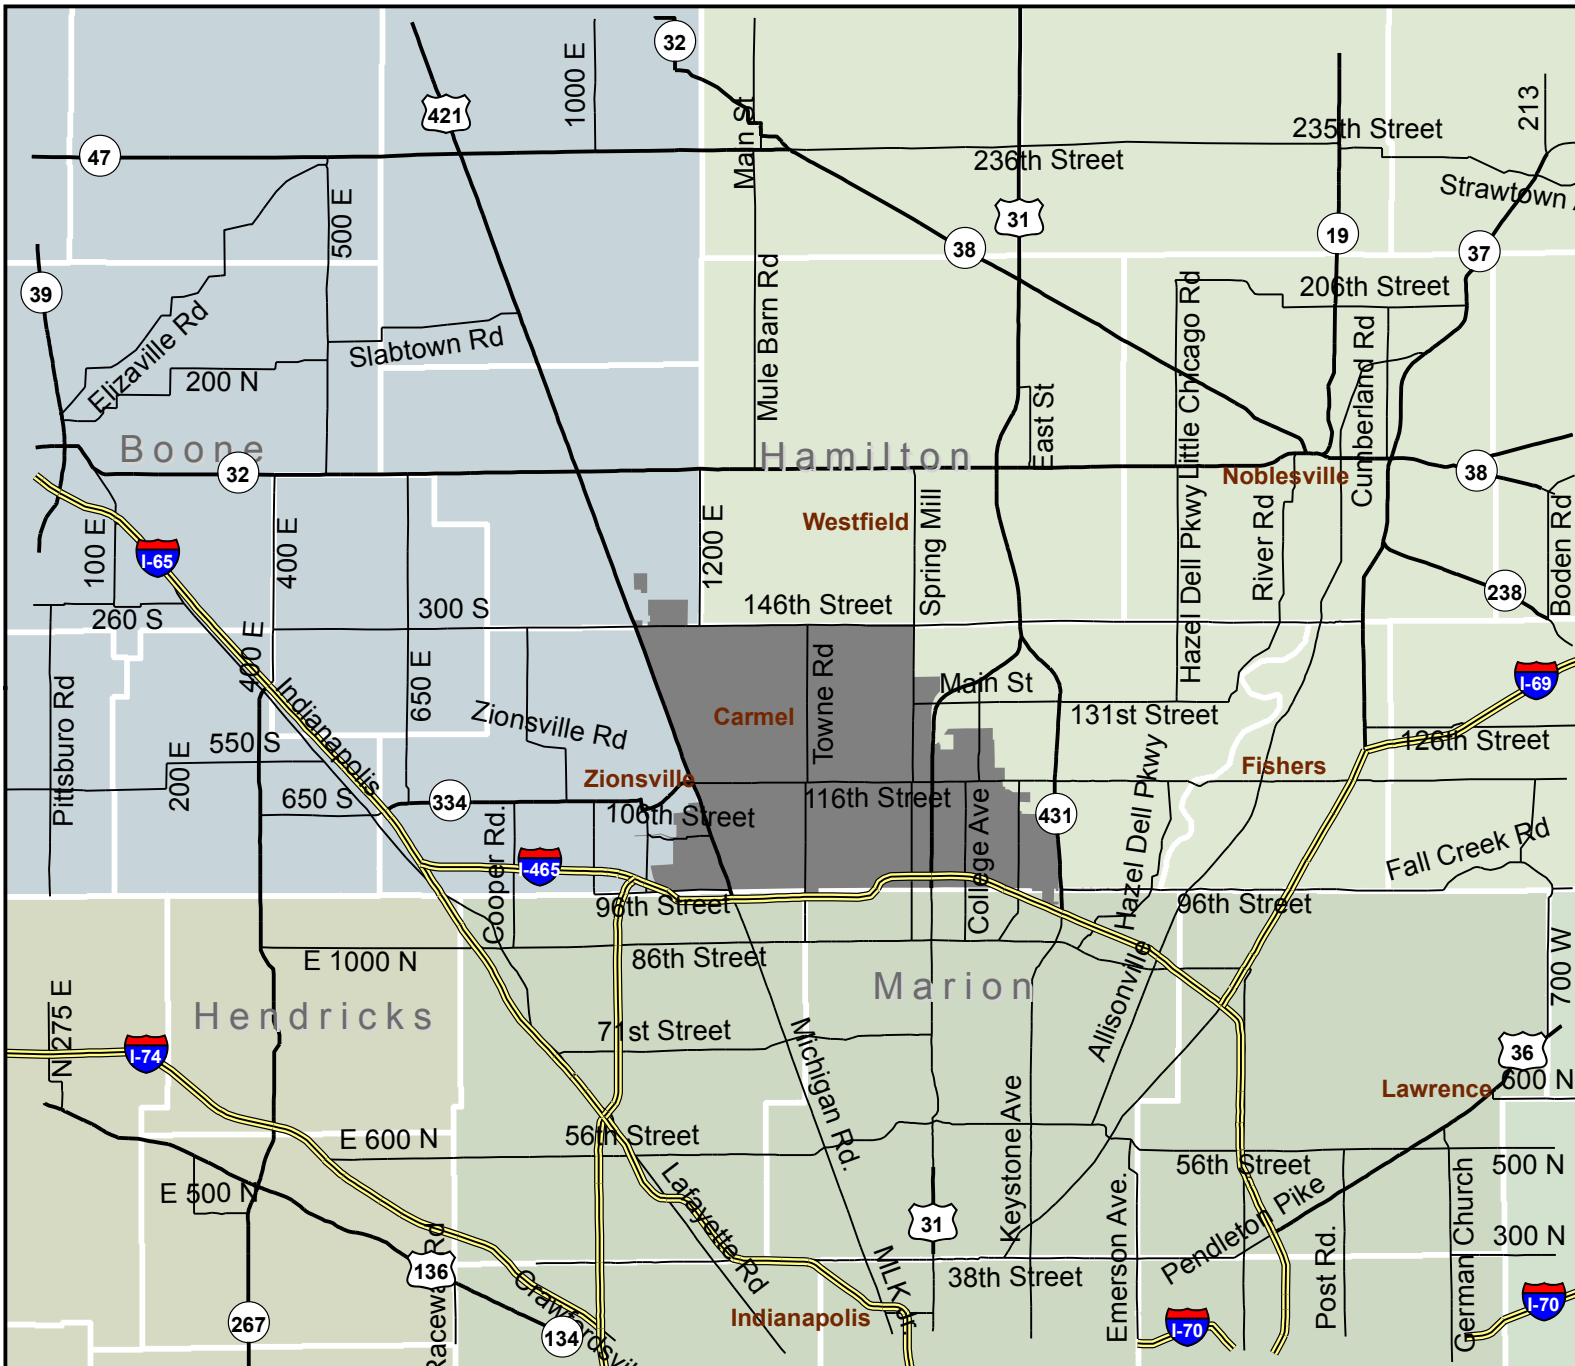 32
1000 E
421
Main St
213
235th Street
47
236th Street
Strawtown
500 E
31
19
38
37
39
Mule Barn Rd
Little Chicago Rd
206th Street
Elizaville Rd
Slabtown Rd
Cumberland Rd
200 N
East St
Boone
Hamilton
32
Noblesville
38
Westfield
1200 E
Spring Mill
Hazel Dell Pkwy
River Rd
Boden Rd
100 E
I-65
400 E
260 S
300 S
146th Street
238
400 E
650 E
Towne Rd
Main St
I-69
Pittsboro Rd
Indianapolis
Zionsville Rd
Carmel
131st Street
550 S
126th Street
200 E
Zionsville
Fishers
Hazel Dell Pkwy
650 S
334
106th Street
116th Street
College Ave
431
Cooper Rd.
I-465
Fall Creek Rd
96th Street
96th Street
E 1000 N
86th Street
Marion
700 W
Hendricks
N 275 E
71st Street
Michigan Rd.
Allisonville
I-74
36
Lawrence
600 N
Keystone Ave
E 600 N
56th Street
56th Street
500 N
E 500 N
Lafayette Rd
31
Emerson Ave.
Pendleton Pike
Post Rd.
German Church
300 N
136
Raceway Rd
MLK Dr.
38th Street
267
134
Indianapolis
I-70
I-70